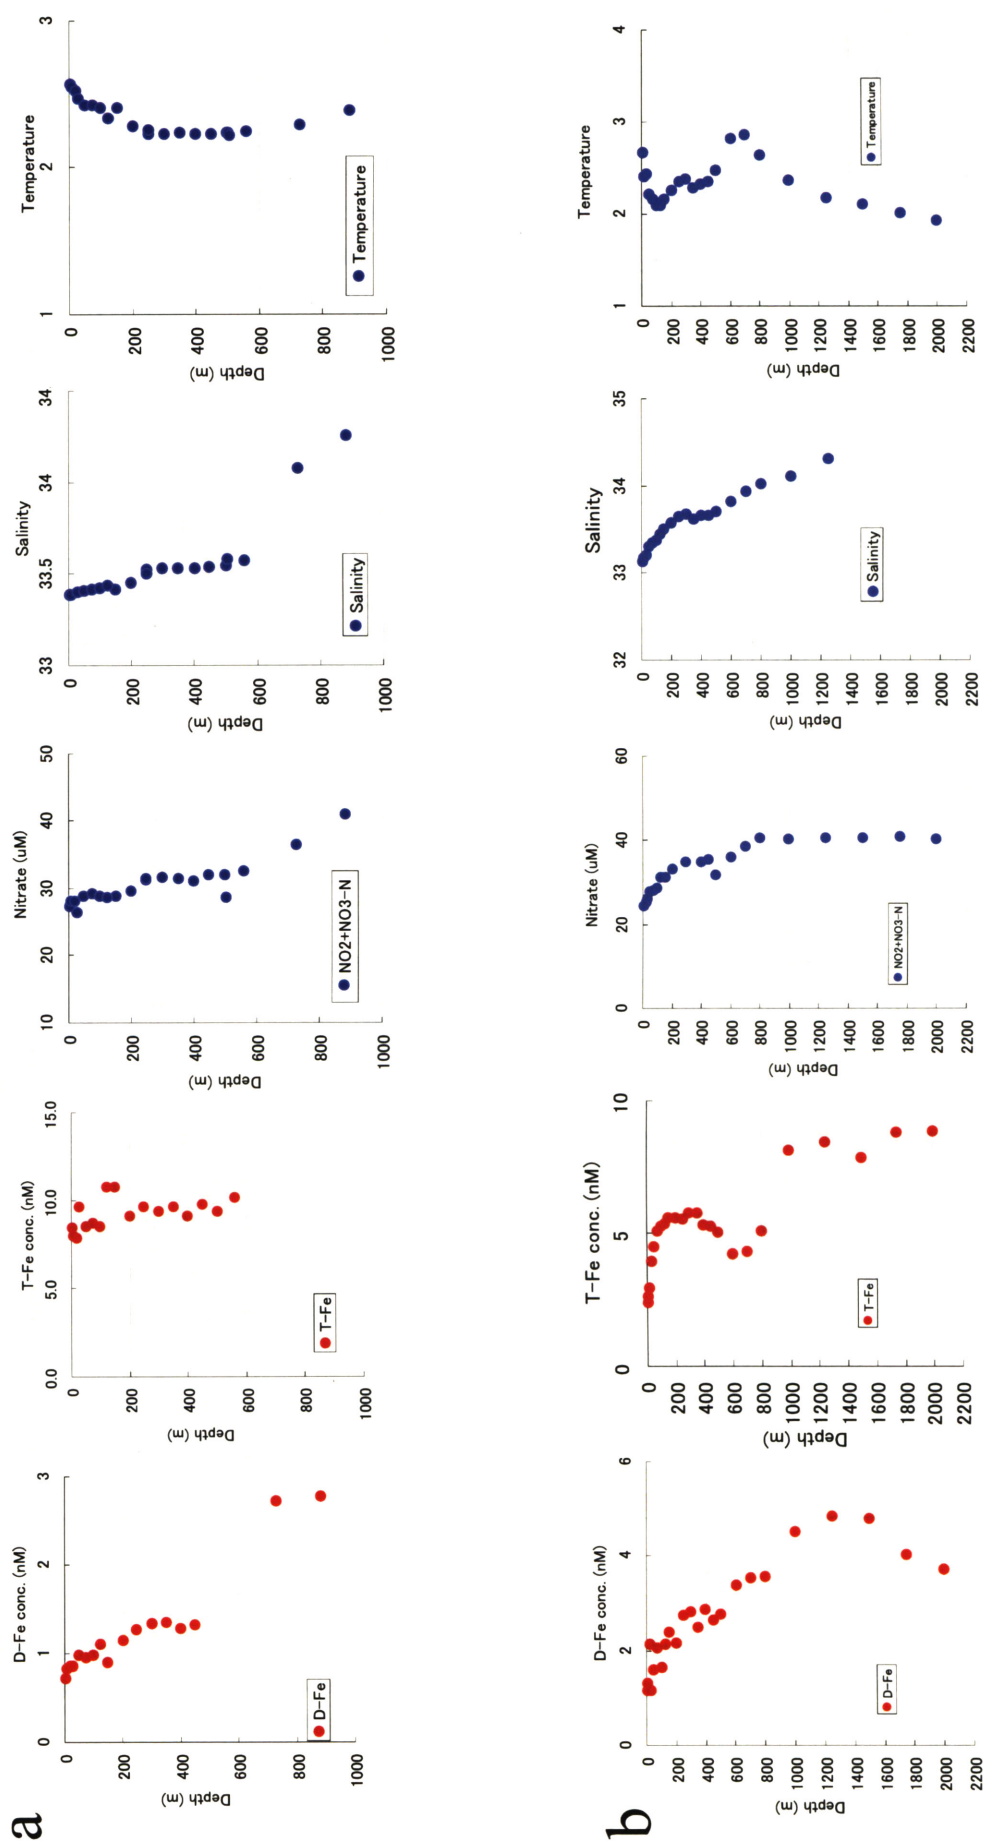 a
D-Fe conc. (nM)
0 1 2 3
0
200
400
600
800
1000
Depth (m)
D-Fe
T-Fe conc. (nM)
0.0 5.0 10.0 15.0
0
200
400
600
800
1000
Depth (m)
T-Fe
Nitrate (uM)
10 20 30 40 50
0
200
400
600
800
1000
Depth (m)
NO2+NO3-N
Salinity
33 33.5 34 34
0
200
400
600
800
1000
Depth (m)
Salinity
Temperature
1 2 3
0
200
400
600
800
1000
Depth (m)
Temperature
b
D-Fe conc. (nM)
0 2 4 6
0
200
400
600
800
1000
1200
1400
1600
1800
2000
2200
Depth (m)
D-Fe
T-Fe conc. (nM)
0 5 10
0
200
400
600
800
1000
1200
1400
1600
1800
2000
2200
Depth (m)
T-Fe
Nitrate (uM)
0 20 40 60
0
200
400
600
800
1000
1200
1400
1600
1800
2000
2200
Depth (m)
NO2+NO3-N
Salinity
32 33 34 35
0
200
400
600
800
1000
1200
1400
1600
1800
2000
2200
Depth (m)
Salinity
Temperature
1 2 3 4
0
200
400
600
800
1000
1200
1400
1600
1800
2000
2200
Depth (m)
Temperature